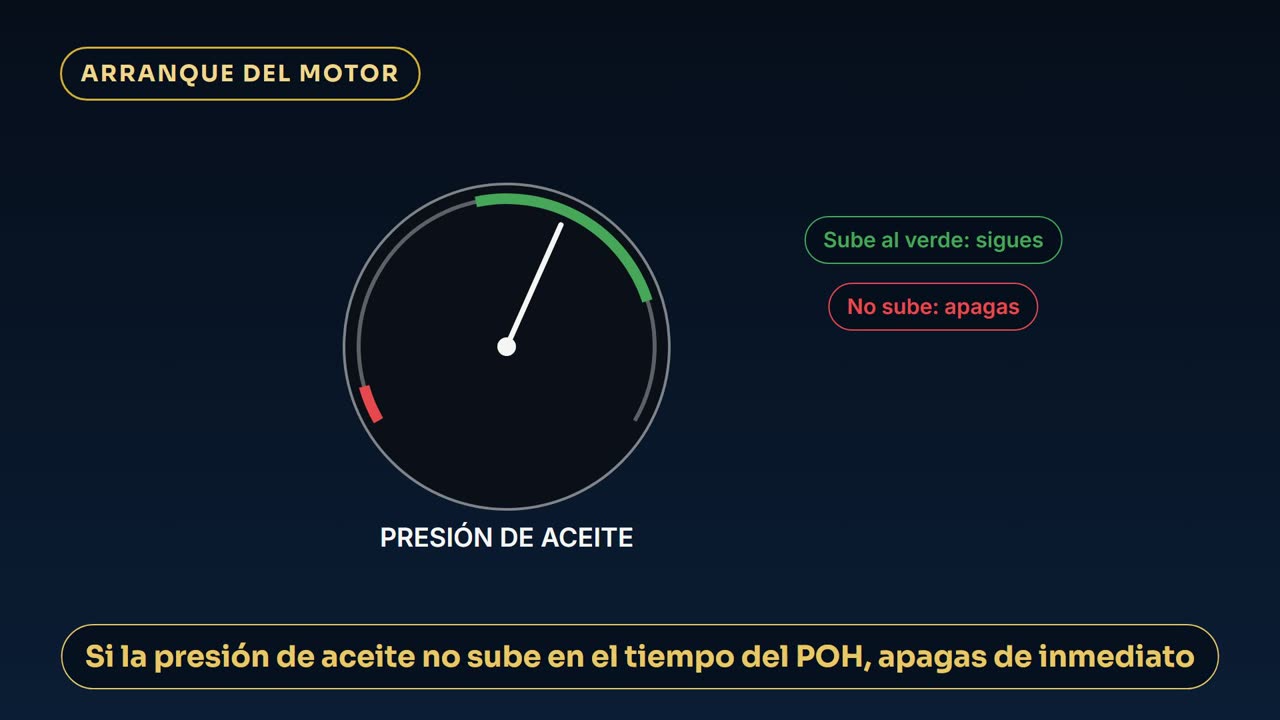 ARRANQUE DEL MOTOR
Sube al verde: sigues
No sube: apagas
PRESIÓN DE ACEITE
Si la presión de aceite no sube en el tiempo del POH, apagas de inmediato